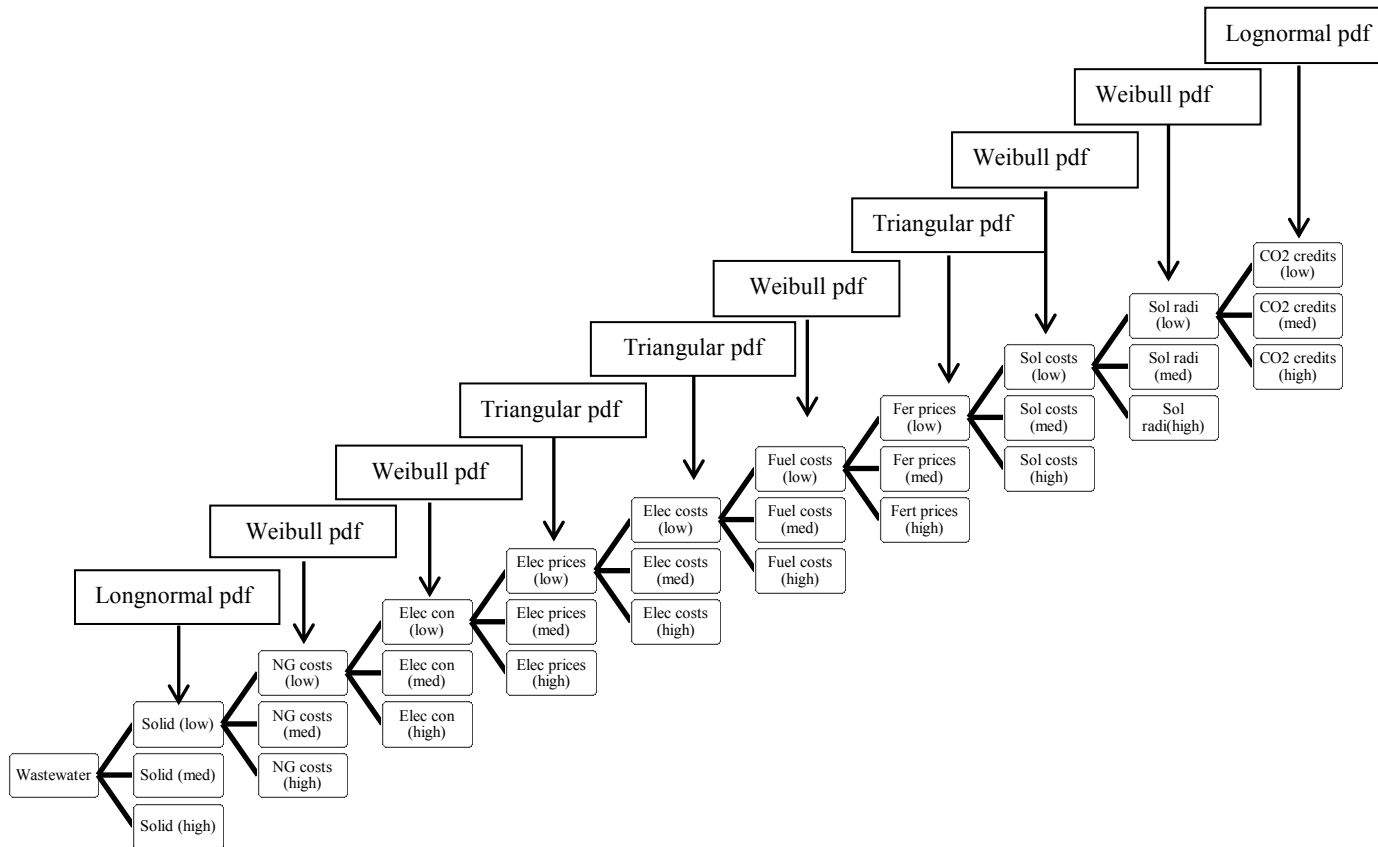 Lognormal pdf
Weibull pdf
Weibull pdf
Triangular pdf
Weibull pdf
Triangular pdf
Triangular pdf
Weibull pdf
Weibull pdf
Longnormal pdf
Wastewater
Solid (low)
Solid (med)
Solid (high)
NG costs
(low)
NG costs
(med)
NG costs
(high)
Elec con
(low)
Elec con
(med)
Elec con
(high)
Elec prices
(low)
Elec prices
(med)
Elec prices
(high)
Elec costs
(low)
Elec costs
(med)
Elec costs
(high)
Fuel costs
(low)
Fuel costs
(med)
Fuel costs
(high)
Fer prices
(low)
Fer prices
(med)
Fert prices
(high)
Sol costs
(low)
Sol costs
(med)
Sol costs
(high)
Sol radi
(low)
Sol radi
(med)
Sol
radi(high)
CO2 credits
(low)
CO2 credits
(med)
CO2 credits
(high)